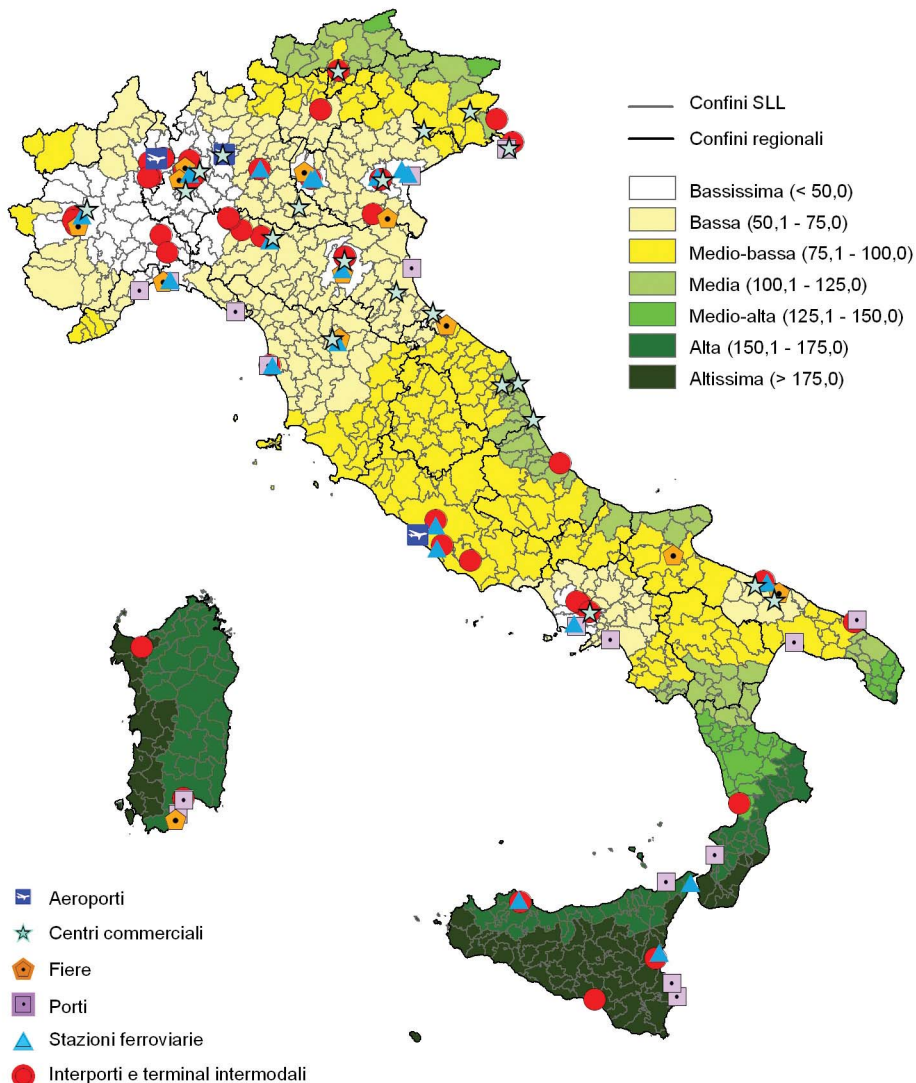 Confini SLL
Confini regionali
Bassissima (< 50,0)
Bassa (50,1 - 75,0)
Medio-bassa (75,1 - 100,0)
Media (100,1 - 125,0)
Medio-alta (125,1 - 150,0)
Alta (150,1 - 175,0)
Altissima (> 175,0)
Aeroporti
Centri commerciali
Fiere
Porti
Stazioni ferroviarie
Interporti e terminal intermodali